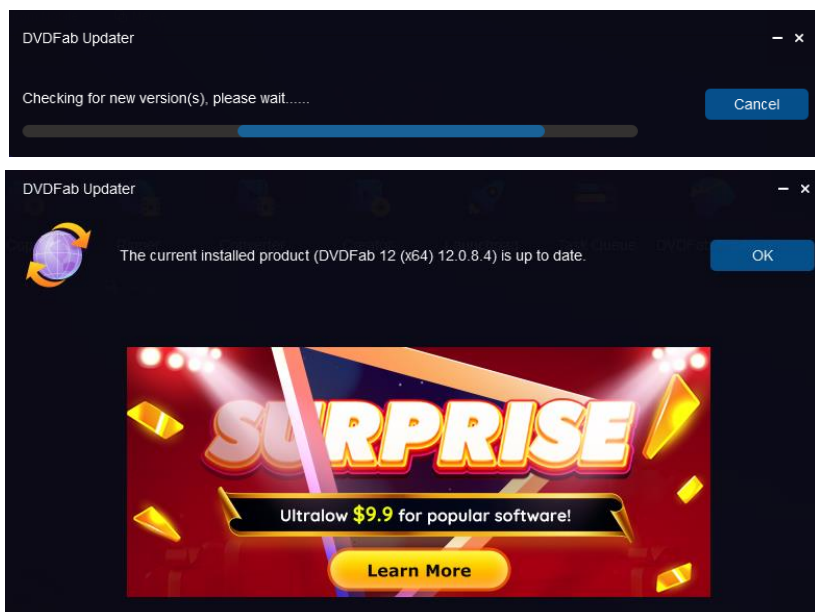 DVDFab Updater
Checking for new version(s), please wait......
Cancel
DVDFab Updater
The current installed product (DVDFab 12 (x64) 12.0.8.4) is up to date.
OK
SURPRISE
Ultralow $9.9 for popular software!
Learn More